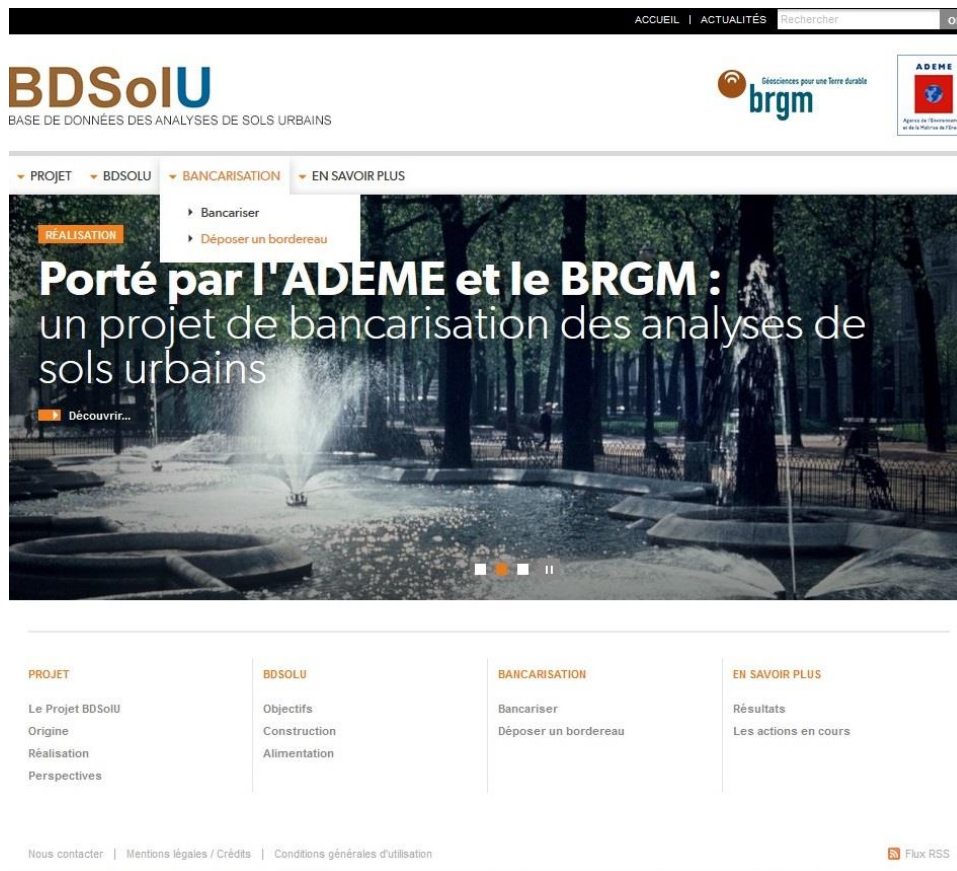 ACCUEIL | ACTUALITÉS Rechercher
BDSolU
BASE DE DONNÉES DES ANALYSES DE SOLS URBAINS
Géosciences pour une Terre durable
brgm
ADEME
PROJET BDSOLU BANCARISATION EN SAVOIR PLUS
Bancariser
Déposer un bordereau
RÉALISATION
Porté par l'ADEME et le BRGM :
un projet de bancarisation des analyses de
sols urbains
Découvrir...
PROJET BDSOLU BANCARISATION EN SAVOIR PLUS
Le Projet BDSolU Objectifs Bancariser Résultats
Origine Construction Déposer un bordereau Les actions en cours
Réalisation Alimentation
Perspectives
Nous contacter | Mentions légales / Crédits | Conditions générales d'utilisation Flux RSS